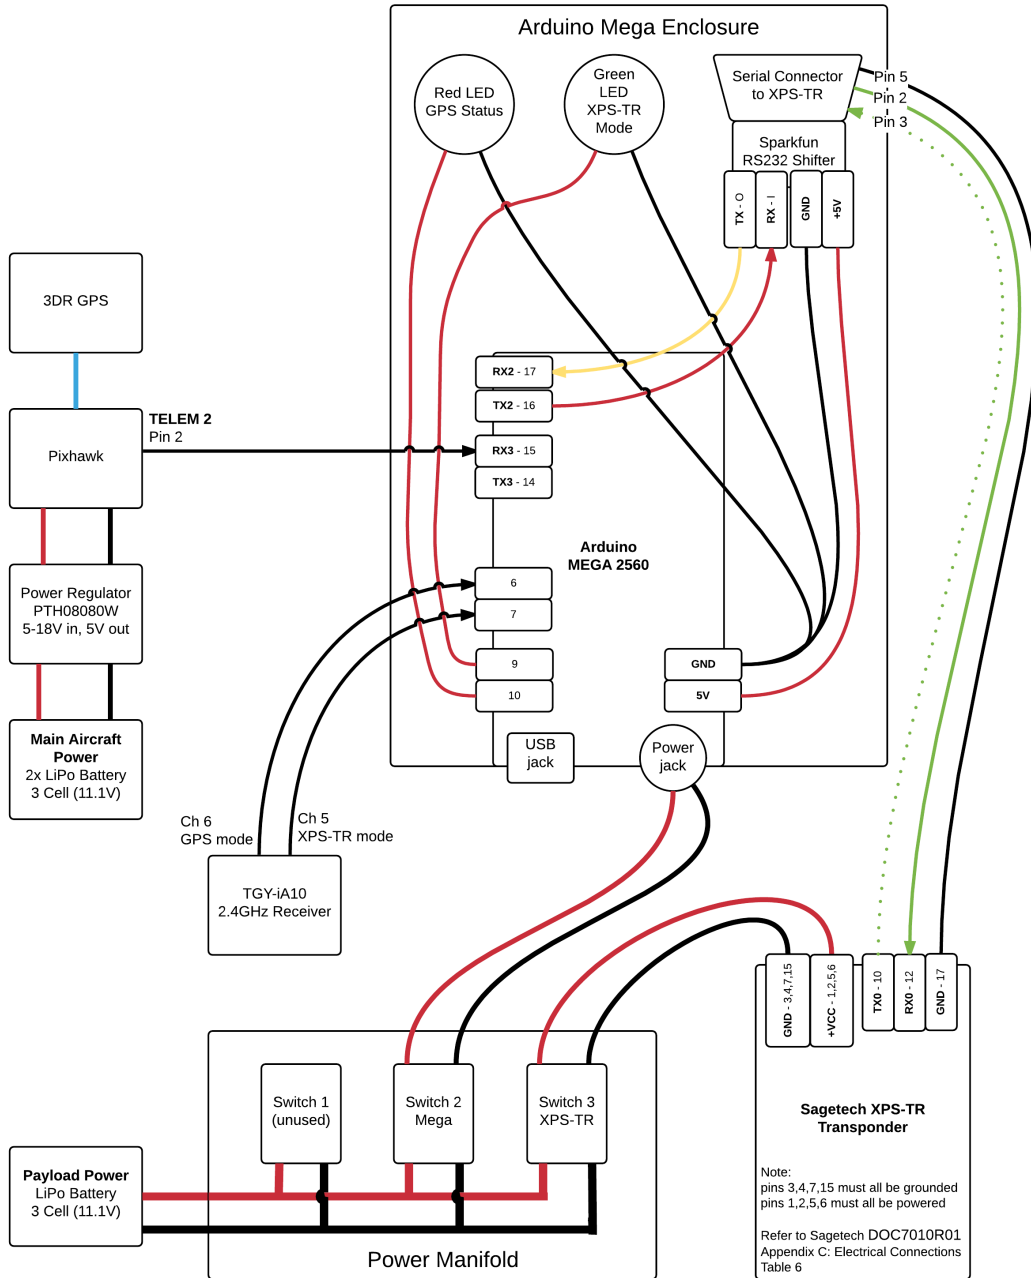 Arduino Mega Enclosure
Red LED
GPS Status
Green
LED
XPS-TR
Mode
Serial Connector
to XPS-TR
Pin 5
Pin 2
Pin 3
Sparkfun
RS232 Shifter
TX - O
RX - I
GND
+5V
3DR GPS
RX2 - 17
TX2 - 16
TELEM 2
Pin 2
Pixhawk
RX3 - 15
TX3 - 14
Arduino
MEGA 2560
Power Regulator
PTH08080W
5-18V in, 5V out
6
7
9
10
GND
5V
Main Aircraft
Power
2x LiPo Battery
3 Cell (11.1V)
USB
jack
Power
jack
Ch 6
GPS mode
Ch 5
XPS-TR mode
TGY-iA10
2.4GHz Receiver
GND - 3,4,7,15
+VCC - 1,2,5,6
TX0 - 10
RX0 - 12
GND - 17
Switch 1
(unused)
Switch 2
Mega
Switch 3
XPS-TR
Sagetech XPS-TR
Transponder
Note:
pins 3,4,7,15 must all be grounded
pins 1,2,5,6 must all be powered
Refer to Sagetech DOC7010R01
Appendix C: Electrical Connections
Table 6
Payload Power
LiPo Battery
3 Cell (11.1V)
Power Manifold